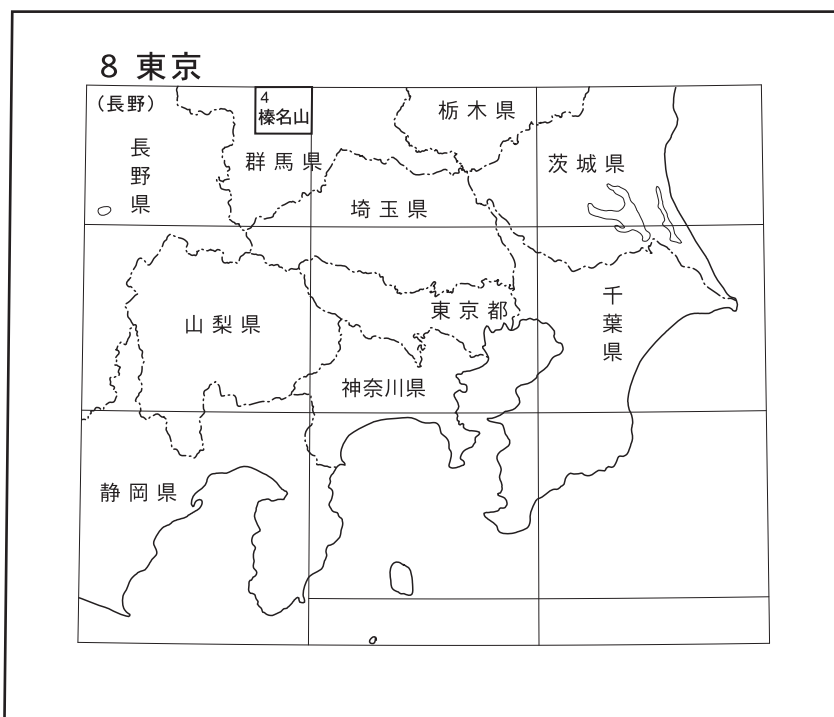 8 東京
（長野）
4
榛名山
栃木県
長野県
群馬県
茨城県
埼玉県
千葉県
東京都
山梨県
神奈川県
静岡県